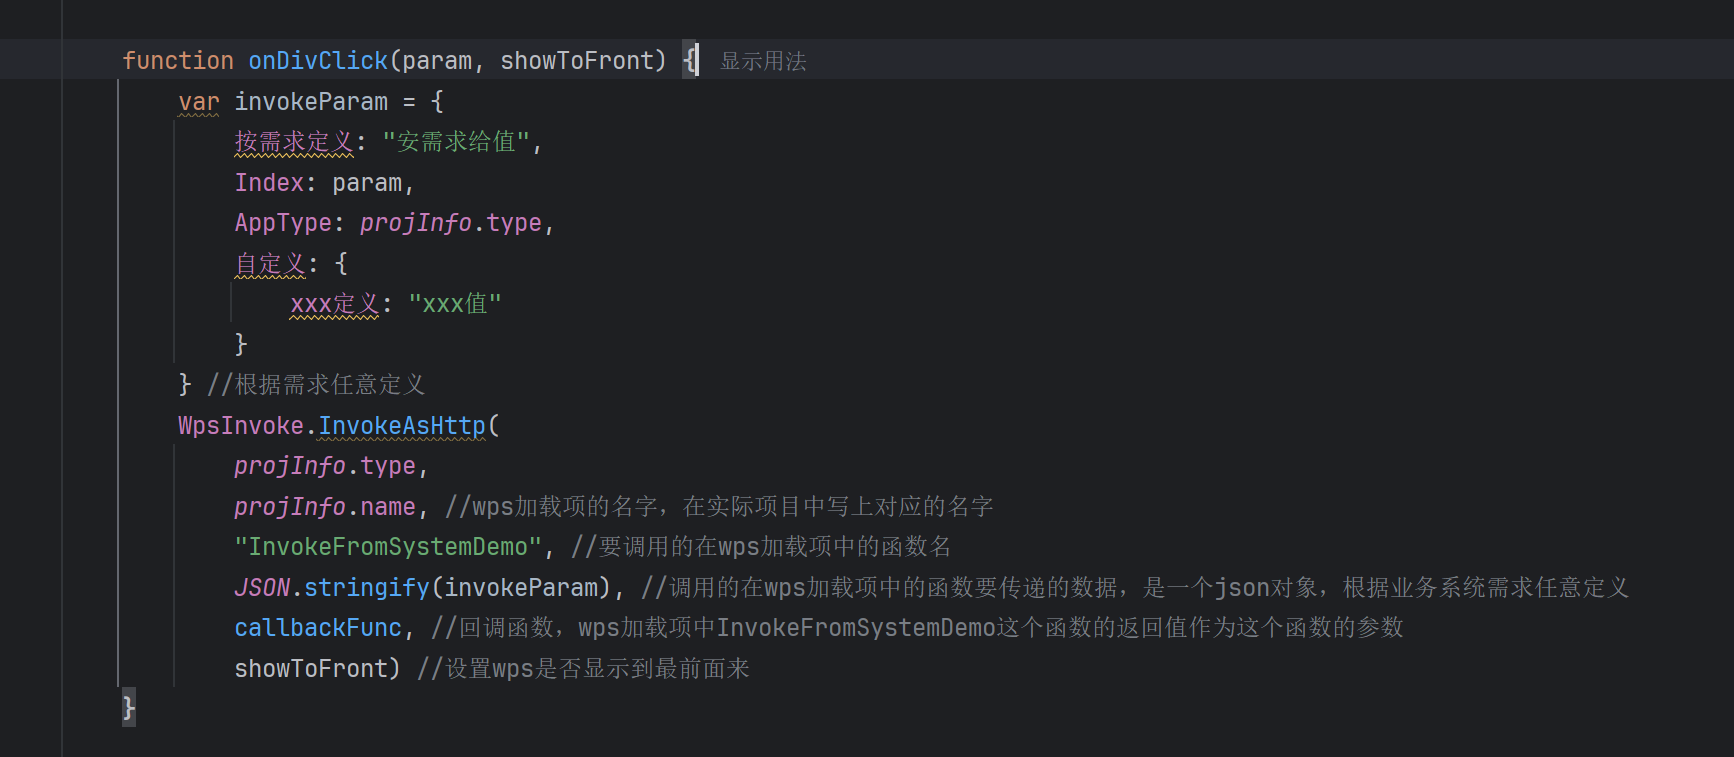 function onDivClick(param, showToFront) { 显示用法
var invokeParam = {
按需求定义: "安需求给值",
Index: param,
AppType: projInfo.type,
自定义: {
xxx定义: "xxx值"
}
} //根据需求任意定义
WpsInvoke.InvokeAsHttp(
projInfo.type,
projInfo.name, //wps加载项的名字，在实际项目中写上对应的名字
"InvokeFromSystemDemo", //要调用的在wps加载项中的函数名
JSON.stringify(invokeParam), //调用的在wps加载项中的函数要传递的数据，是一个json对象，根据业务系统需求任意定义
callbackFunc, //回调函数，wps加载项中InvokeFromSystemDemo这个函数的返回值作为这个函数的参数
showToFront) //设置wps是否显示到最前面来
}